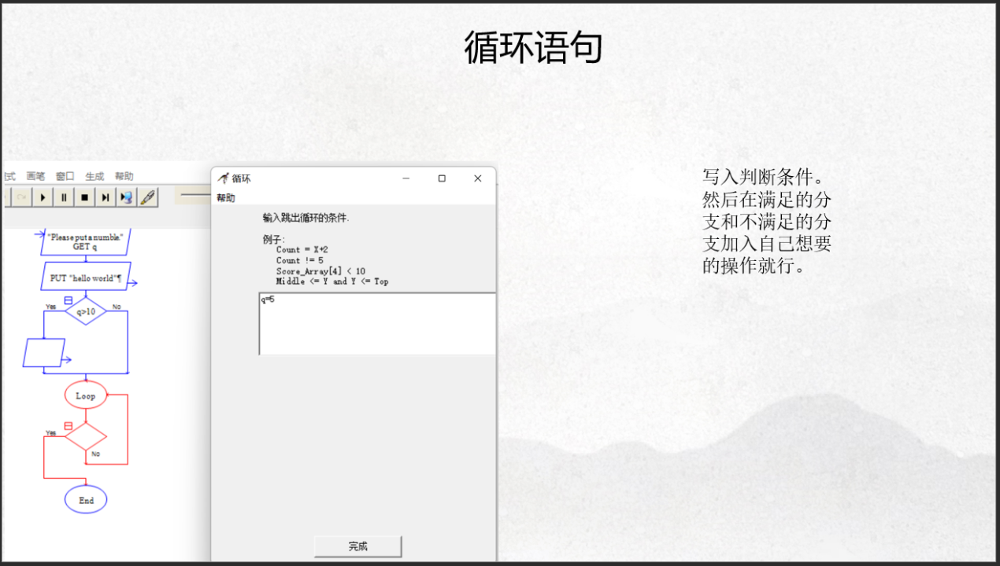 循环语句
式 画笔 窗口 生成 帮助
"Please put a numble."
GET q
PUT "hello world"¶
Yes
No
q>10
Loop
Yes
No
End
循环
帮助
输入跳出循环的条件.
例子:
Count = X+2
Count != 5
Score_Array[4] < 10
Middle <= Y and Y <= Top
q=5
完成
写入判断条件。
然后在满足的分
支和不满足的分
支加入自己想要
的操作就行。